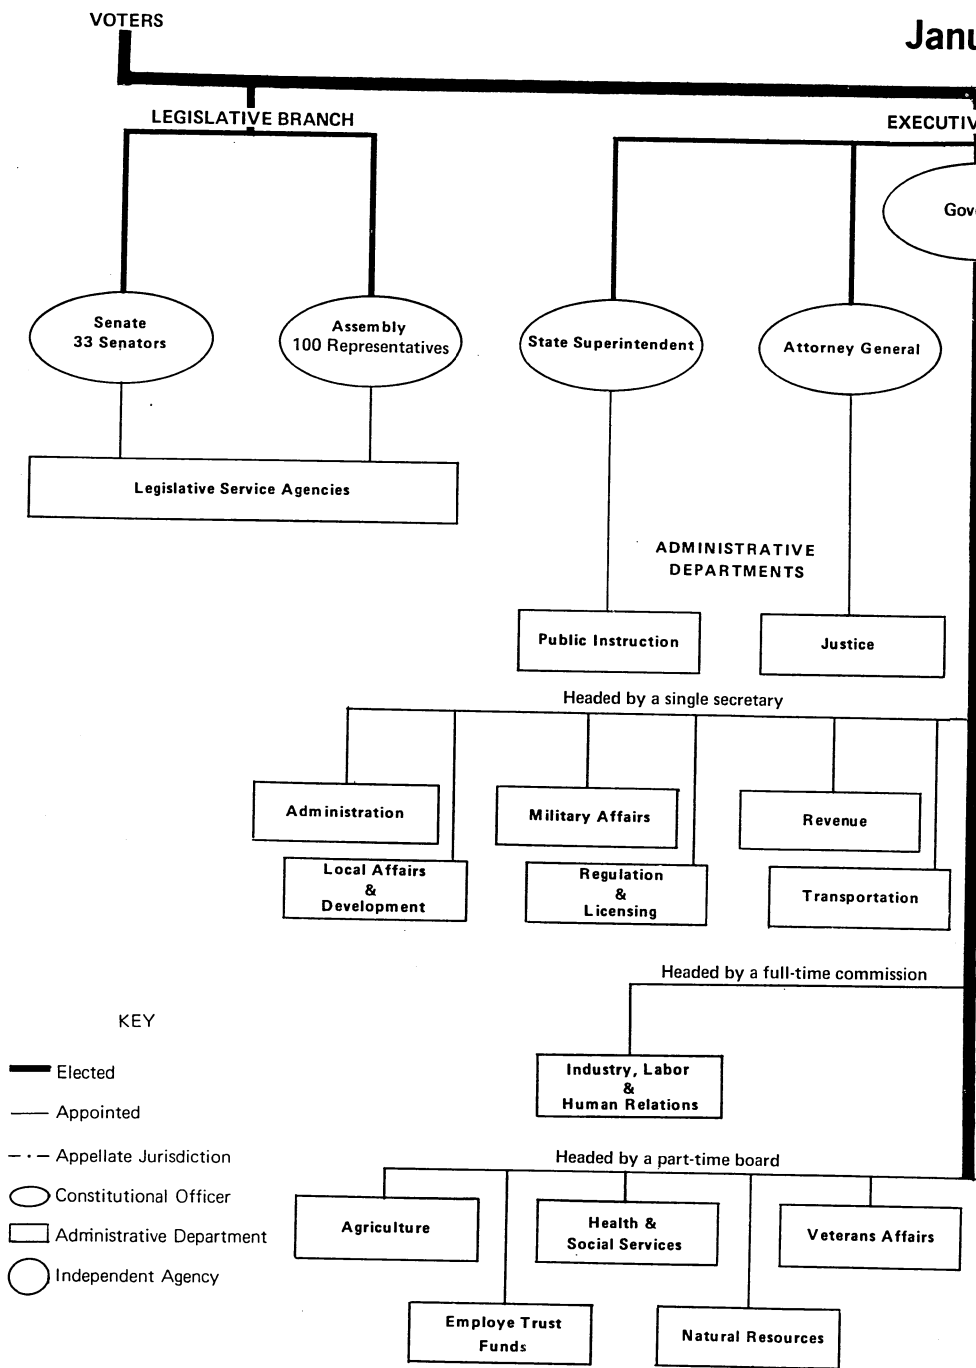 VOTERS
LEGISLATIVE BRANCH
Senate
33 Senators
Assembly
100 Representatives
State Superintendent
Attorney General
Legislative Service Agencies
ADMINISTRATIVE
DEPARTMENTS
Public Instruction
Justice
Headed by a single secretary
Administration
Military Affairs
Revenue
Local Affairs
&
Development
Regulation
&
Licensing
Transportation
Headed by a full-time commission
Industry, Labor
&
Human Relations
Headed by a part-time board
Agriculture
Health &
Social Services
Veterans Affairs
Employe Trust
Funds
Natural Resources
KEY
Elected
Appointed
Appellate Jurisdiction
Constitutional Officer
Administrative Department
Independent Agency